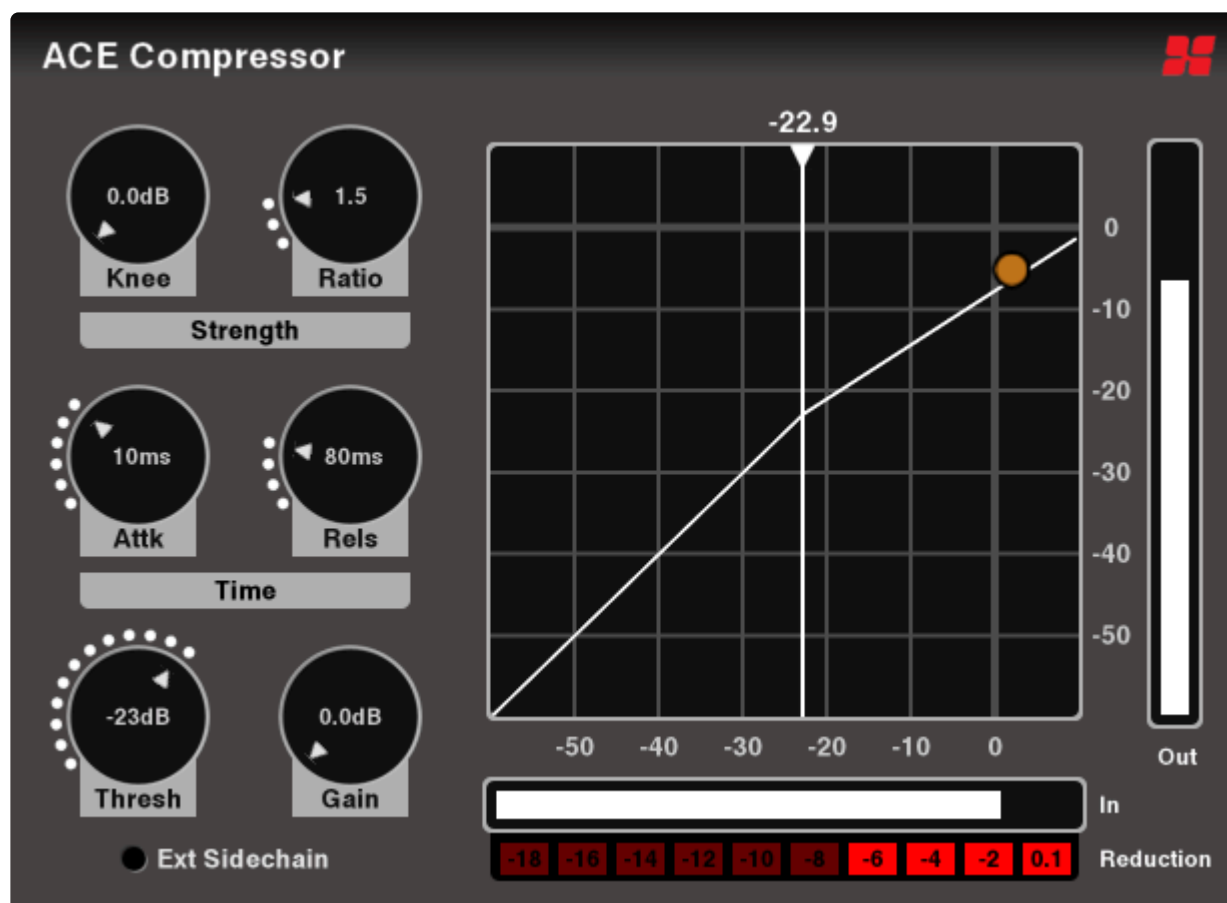 ACE Compressor
0.0dB
1.5
Knee
Ratio
Strength
10ms
80ms
Attk
Rels
Time
-23dB
0.0dB
Thresh
Gain
Ext Sidechain
-22.9
0
-10
-20
-30
-40
-50
-50 -40 -30 -20 -10 0
Out
In
-18 -16 -14 -12 -10 -8 -6 -4 -2 0.1 Reduction